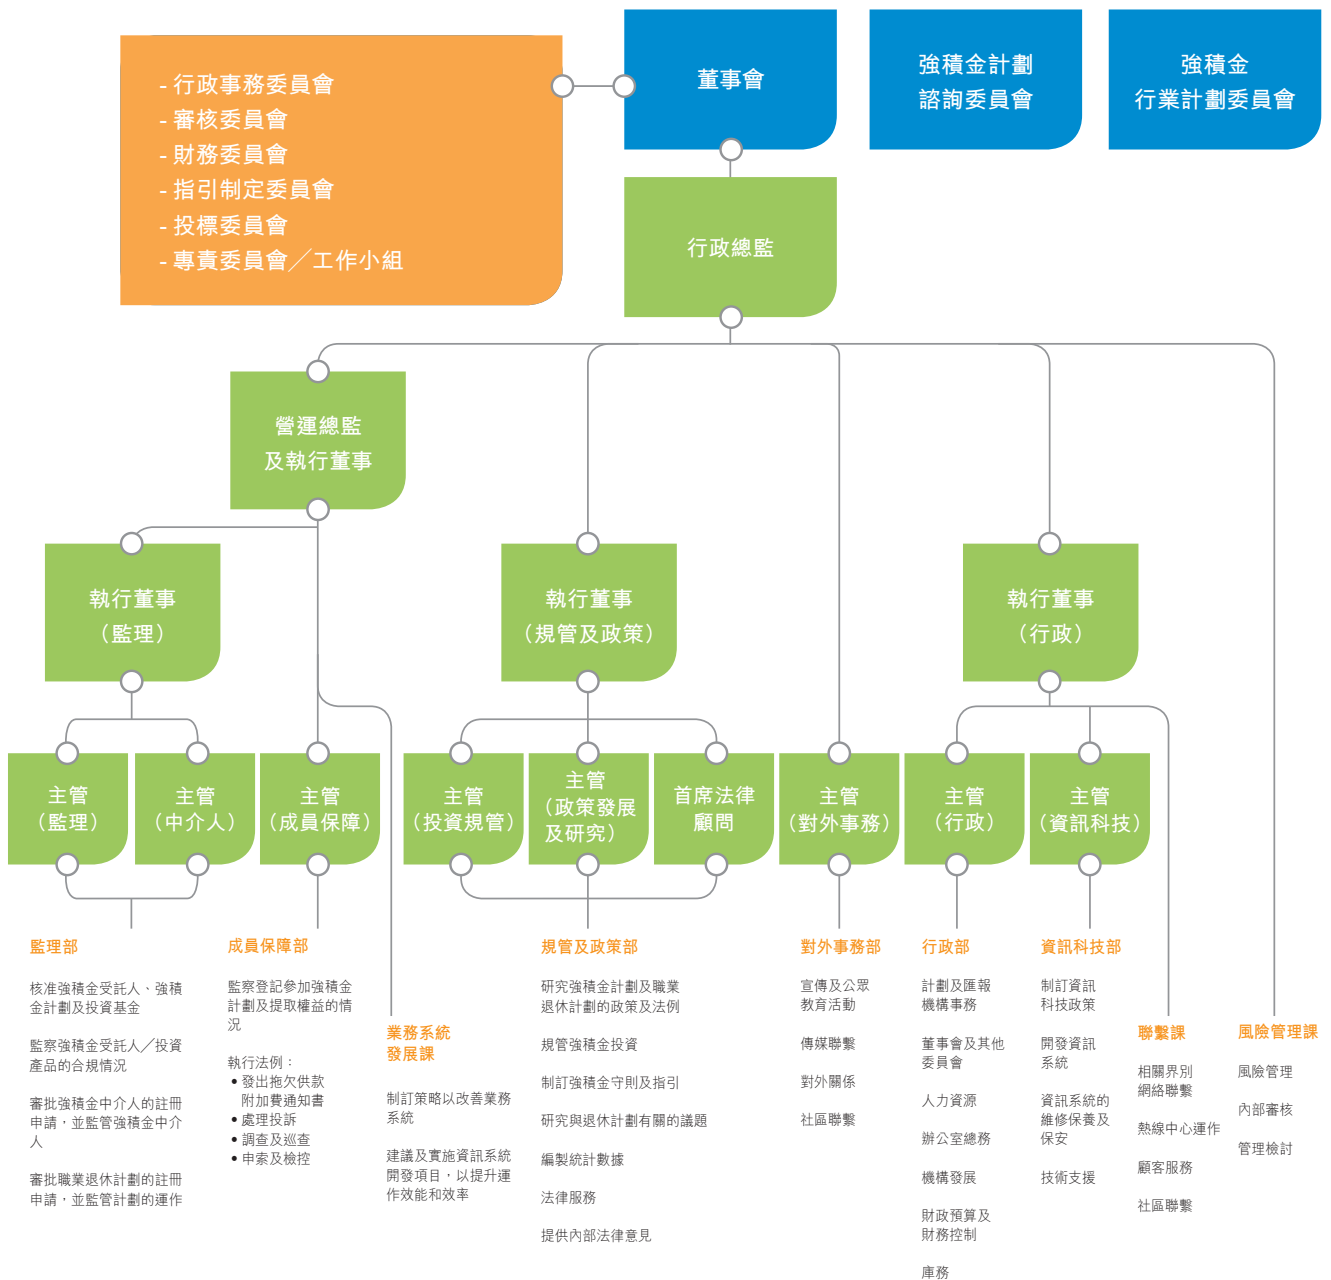 - 行政事務委員會
- 審核委員會
- 財務委員會
- 指引制定委員會
- 投標委員會
- 專責委員會／工作小組
董事會
強積金計劃
諮詢委員會
強積金
行業計劃委員會
行政總監
營運總監
及執行董事
執行董事
（監理）
執行董事
（規管及政策）
執行董事
（行政）
主管
（監理）
主管
（中介人）
主管
（成員保障）
主管
（投資規管）
主管
（政策發展
及研究）
首席法律
顧問
主管
（對外事務）
主管
（行政）
主管
（資訊科技）
監理部
核准強積金受託人、強積
金計劃及投資基金
監察強積金受託人／投資
產品的合規情況
審批強積金中介人的註冊
申請，並監管強積金中介
人
審批職業退休計劃的註冊
申請，並監管計劃的運作
成員保障部
監察登記參加強積金
計劃及提取權益的情
況
執行法例：
• 發出拖欠供款
附加費通知書
• 處理投訴
• 調查及巡查
• 申索及檢控
業務系統
發展課
制訂策略以改善業務
系統
建議及實施資訊系統
開發項目，以提升運
作效能和效率
規管及政策部
研究強積金計劃及職業
退休計劃的政策及法例
規管強積金投資
制訂強積金守則及指引
研究與退休計劃有關的議題
編製統計數據
法律服務
提供內部法律意見
對外事務部
宣傳及公眾
教育活動
傳媒聯繫
對外關係
社區聯繫
行政部
計劃及匯報
機構事務
董事會及其他
委員會
人力資源
辦公室總務
機構發展
財政預算及
財務控制
庫務
資訊科技部
制訂資訊
科技政策
開發資訊
系統
資訊系統的
維修保養及
保安
技術支援
聯繫課
相關界別
網絡聯繫
熱線中心運作
顧客服務
社區聯繫
風險管理課
風險管理
內部審核
管理檢討